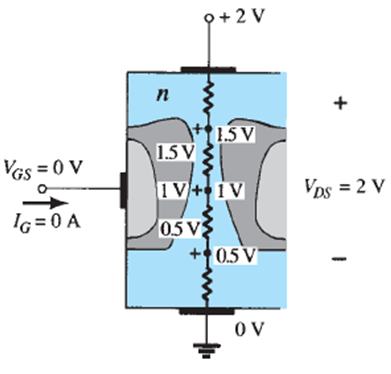 + 2 V
n
+
+ 1.5 V
1.5 V
V_GS = 0 V
1 V + 1 V
V_DS = 2 V
I_G = 0 A
0.5 V
+ 0.5 V
−
0 V